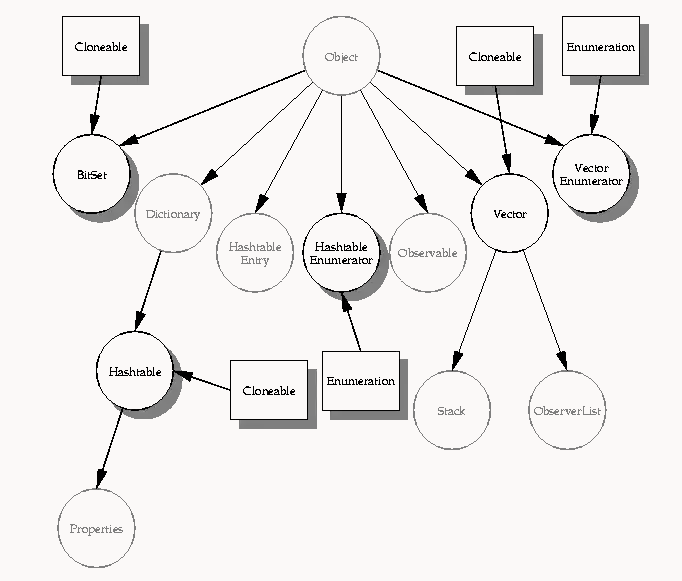 Cloneable
Object
Cloneable
Enumeration
BitSet
Vector
Enumerator
Dictionary
Vector
Hashtable
Entry
Hashtable
Enumerator
Observable
Hashtable
Cloneable
Enumeration
Stack
ObserverList
Properties